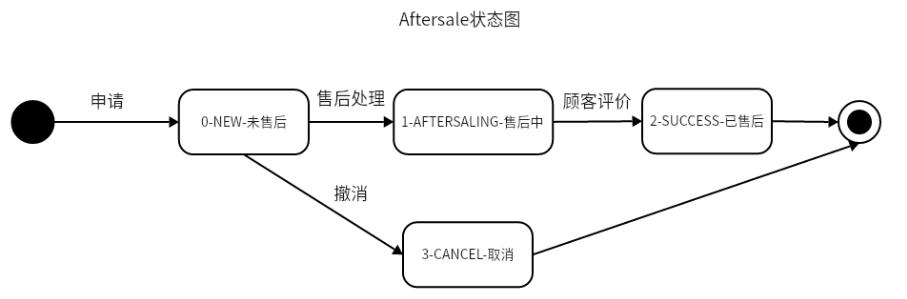 Aftersale状态图
申请
0-NEW-未售后
售后处理
1-AFTERSALING-售后中
顾客评价
2-SUCCESS-已售后
撤消
3-CANCEL-取消